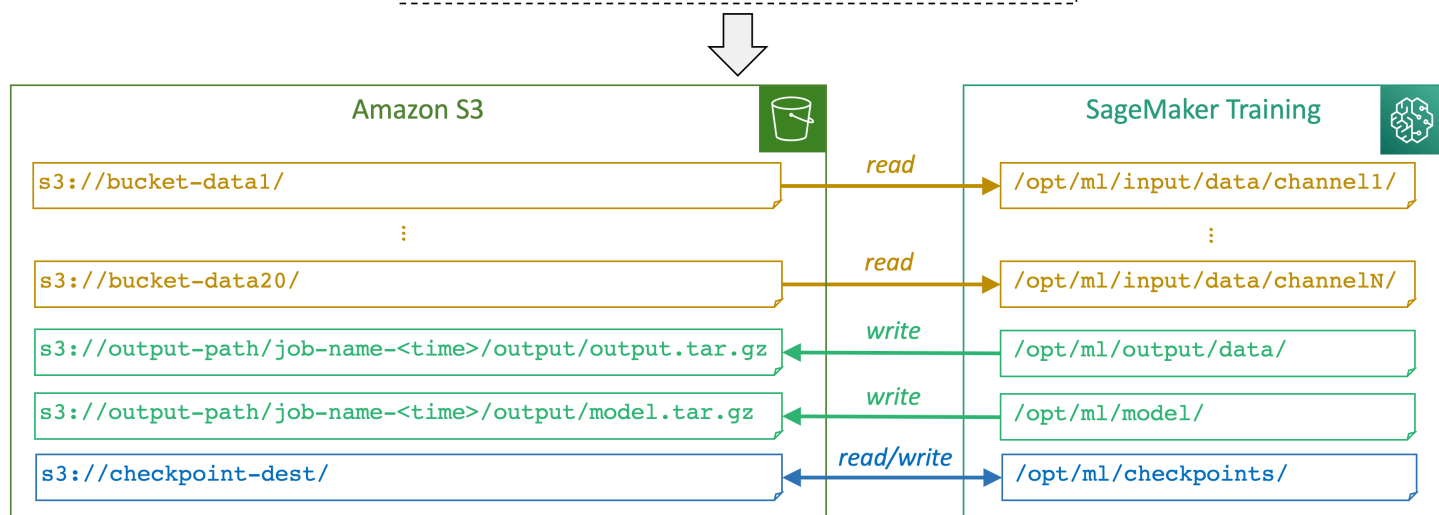 Amazon S3
SageMaker Training
s3://bucket-data1/
read
/opt/ml/input/data/channel1/
⋮
⋮
s3://bucket-data20/
read
/opt/ml/input/data/channelN/
s3://output-path/job-name-<time>/output/output.tar.gz
write
/opt/ml/output/data/
s3://output-path/job-name-<time>/output/model.tar.gz
write
/opt/ml/model/
s3://checkpoint-dest/
read/write
/opt/ml/checkpoints/